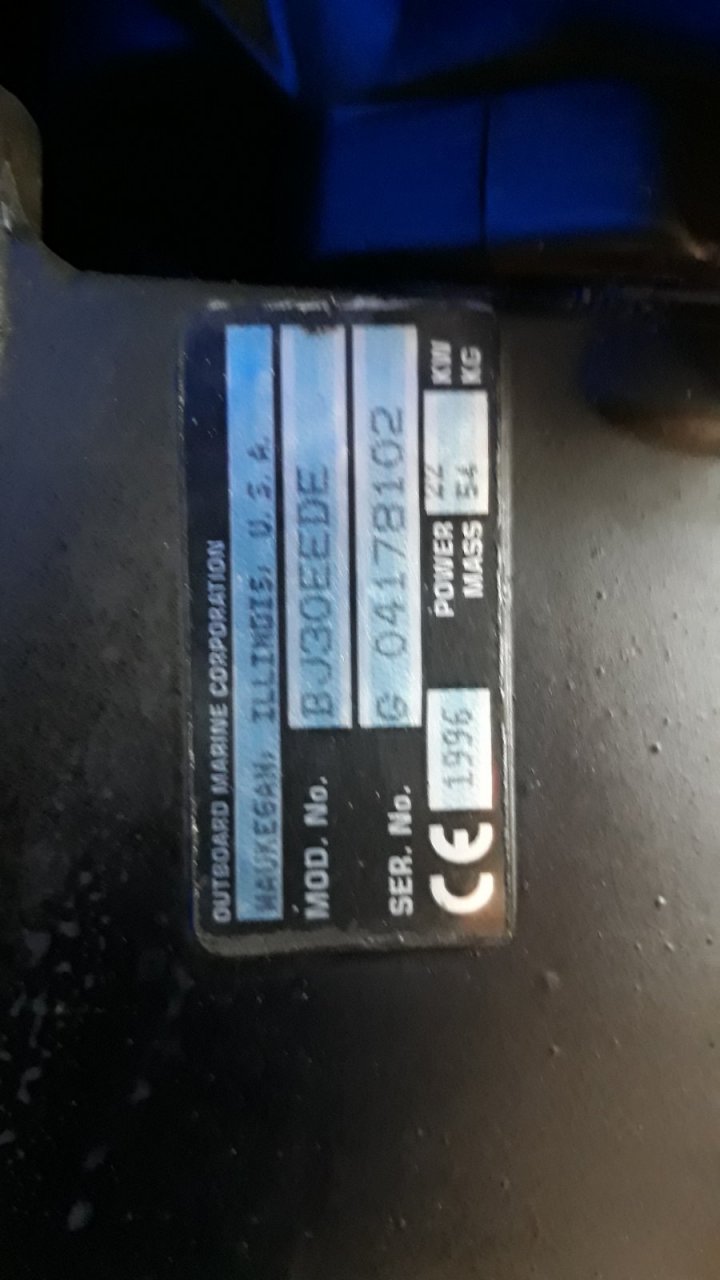 OUTBOARD MARINE CORPORATION
WAUKEGAN, ILLINOIS, U.S.A.
MOD. No. BJ30EEDE
SER. No. G 04178102
CE 1996 POWER 22 KW
MASS 54 KG